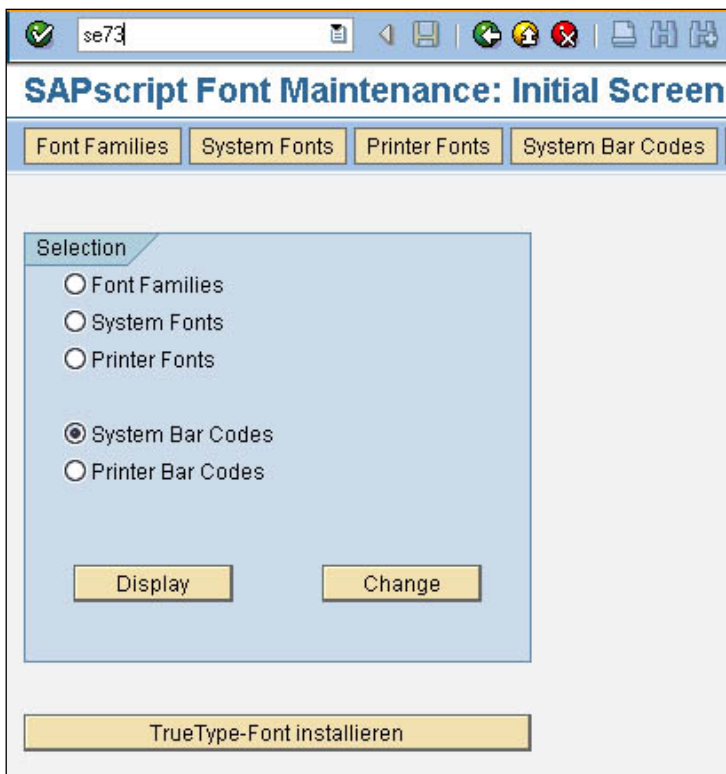 se73
SAPscript Font Maintenance: Initial Screen
Font Families System Fonts Printer Fonts System Bar Codes
Selection
Font Families
System Fonts
Printer Fonts
System Bar Codes
Printer Bar Codes
Display Change
TrueType-Font installieren